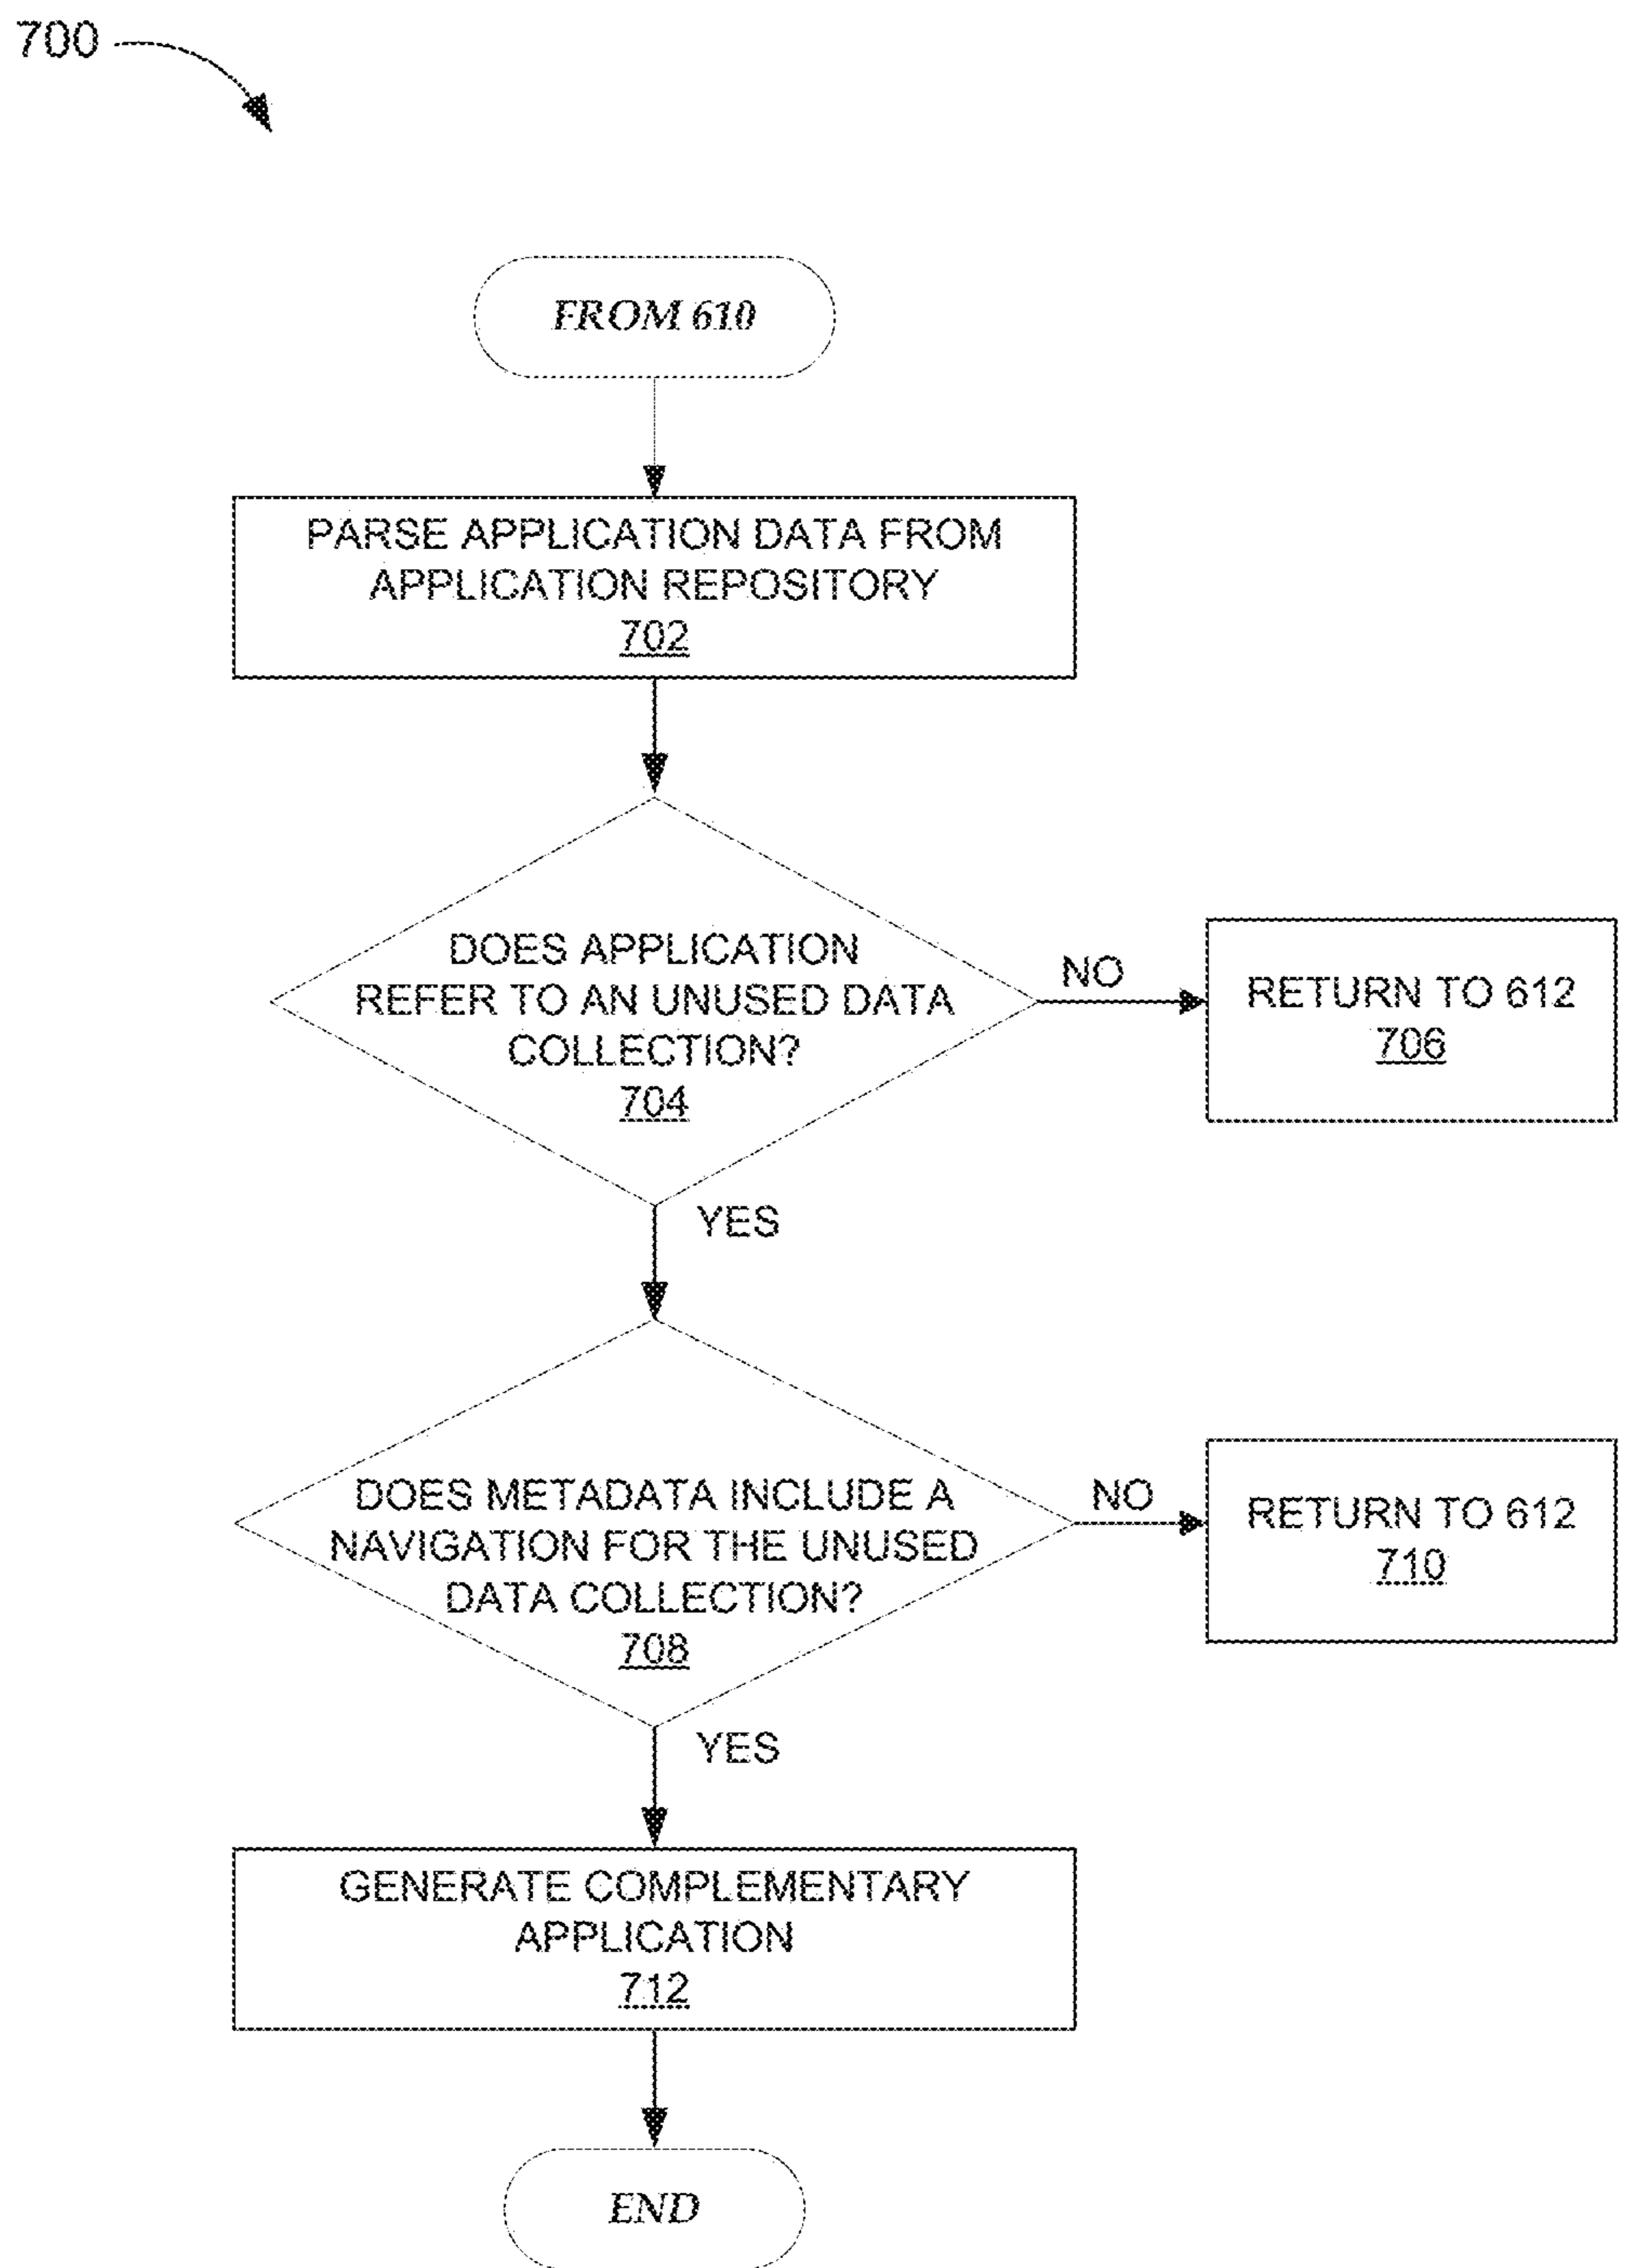 700
FROM 610
PARSE APPLICATION DATA FROM
APPLICATION REPOSITORY
702
DOES APPLICATION
REFER TO AN UNUSED DATA
COLLECTION?
704
NO
RETURN TO 612
706
YES
DOES METADATA INCLUDE A
NAVIGATION FOR THE UNUSED
DATA COLLECTION?
708
NO
RETURN TO 612
710
YES
GENERATE COMPLEMENTARY
APPLICATION
712
END